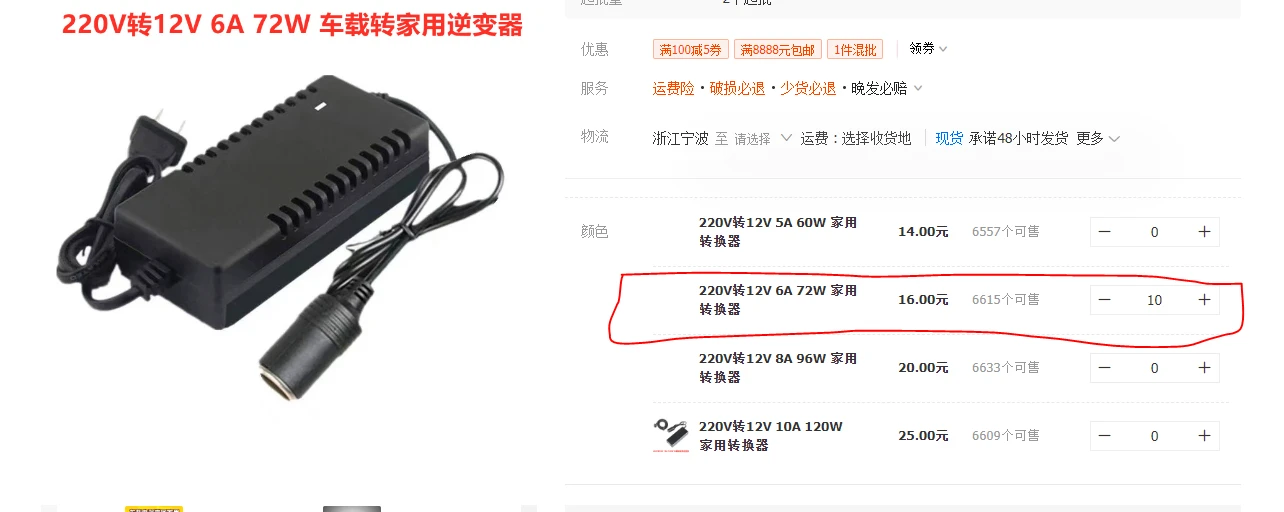 220V转12V 6A 72W 车载转家用逆变器
优惠 满100减5券 满8888元包邮 1件混批 领券
服务 运费险·破损必退·少货必退·晚发必赔
物流 浙江宁波 至 请选择 运费：选择收货地 现货 承诺48小时发货 更多
颜色
220V转12V 5A 60W 家用
转换器
14.00元 6557个可售 0
220V转12V 6A 72W 家用
转换器
16.00元 6615个可售 10
220V转12V 8A 96W 家用
转换器
20.00元 6633个可售 0
220V转12V 10A 120W
家用转换器
25.00元 6609个可售 0